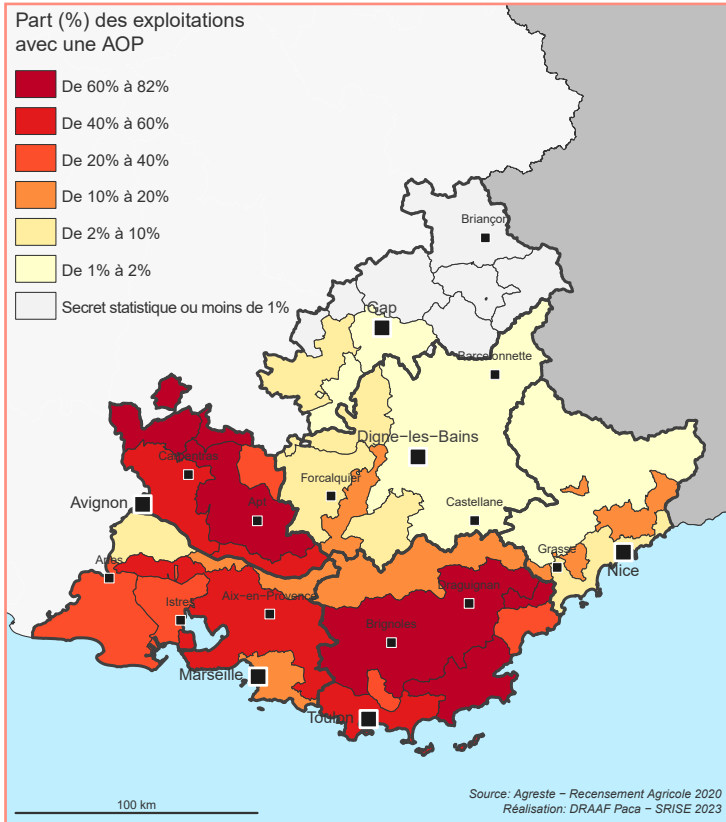 Part (%) des exploitations
avec une AOP
De 60% à 82%
De 40% à 60%
De 20% à 40%
De 10% à 20%
De 2% à 10%
De 1% à 2%
Secret statistique ou moins de 1%
Briançon
Gap
Barcelonnette
Digne−les−Bains
Carpentras
Forcalquier
Avignon
Apt
Castellane
Grasse
Nice
Arles
Istres
Aix−en−Provence
Draguignan
Brignoles
Marseille
Toulon
100 km
Source: Agreste − Recensement Agricole 2020
Réalisation: DRAAF Paca − SRISE 2023